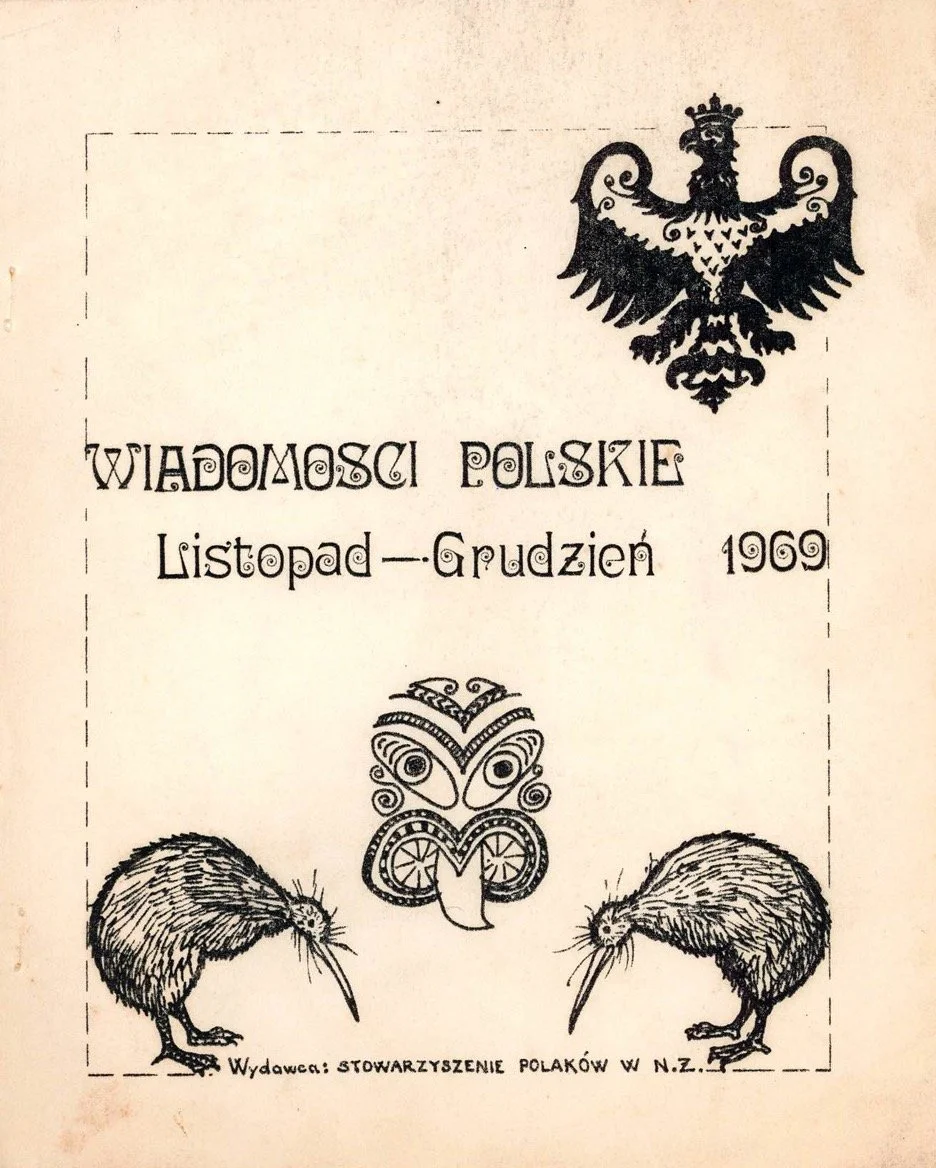 WIADOMOSCI POLSKIE
Listopad — Grudzień 1969
Wydawca: STOWARZYSZENIE POLAKÓW W N.Z.